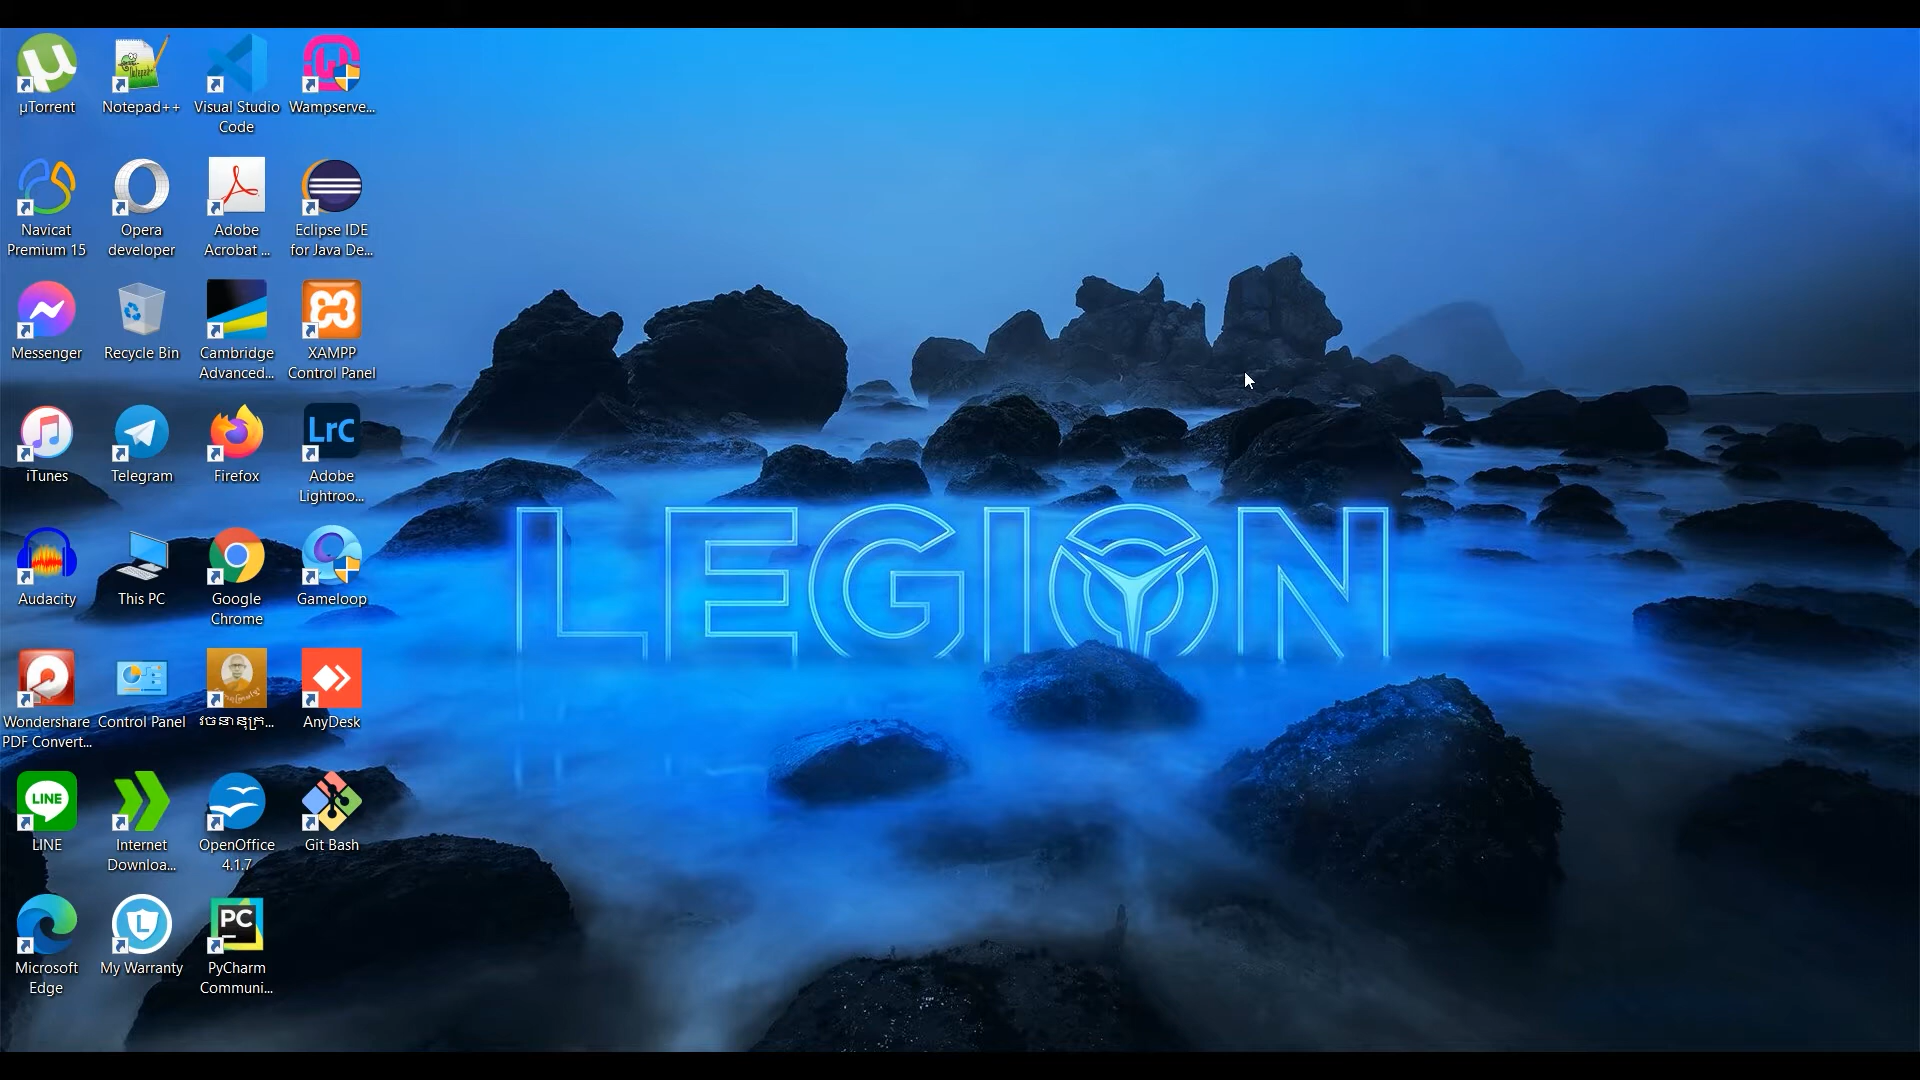 µTorrent
Notepad++
Visual Studio
Code
Wampserve...
Navicat
Premium 15
Opera
developer
Adobe
Acrobat ...
Eclipse IDE
for Java De...
Messenger
Recycle Bin
Cambridge
Advanced...
XAMPP
Control Panel
iTunes
Telegram
Firefox
LrC
Adobe
Lightroo...
Audacity
This PC
Google
Chrome
Gameloop
Wondershare
PDF Convert...
Control Panel
AnyDesk
LINE
LINE
Internet
Downloa...
OpenOffice
4.1.7
Git Bash
Microsoft
Edge
My Warranty
PC
PyCharm
Communi...
LEGION